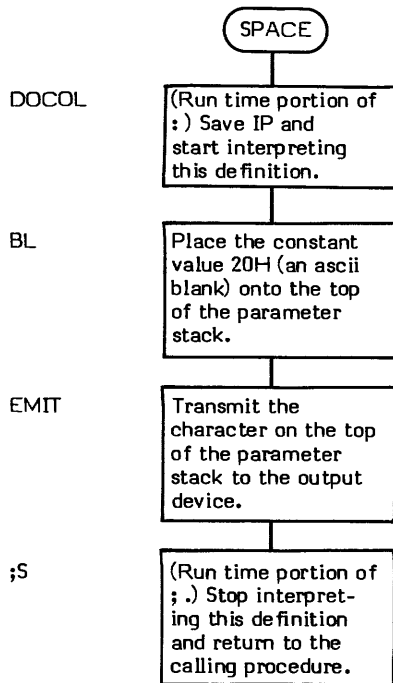 SPACE
DOCOL
(Run time portion of
: ) Save IP and
start interpreting
this definition.
BL
Place the constant
value 20H (an ascii
blank) onto the top
of the parameter
stack.
EMIT
Transmit the
character on the top
of the parameter
stack to the output
device.
;S
(Run time portion of
; .) Stop interpret-
ing this definition
and return to the
calling procedure.